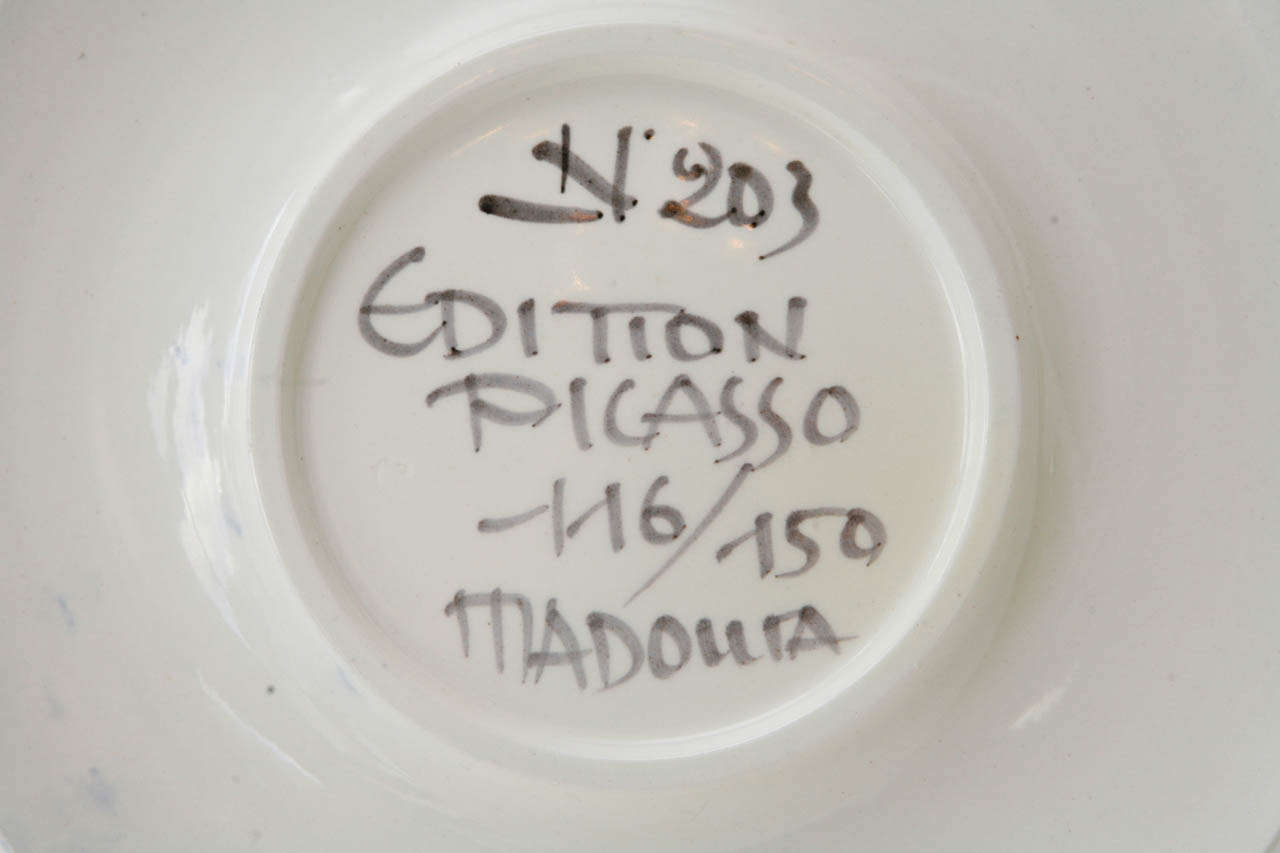 N° 203
EDITION
PICASSO
116/150
MADOURA